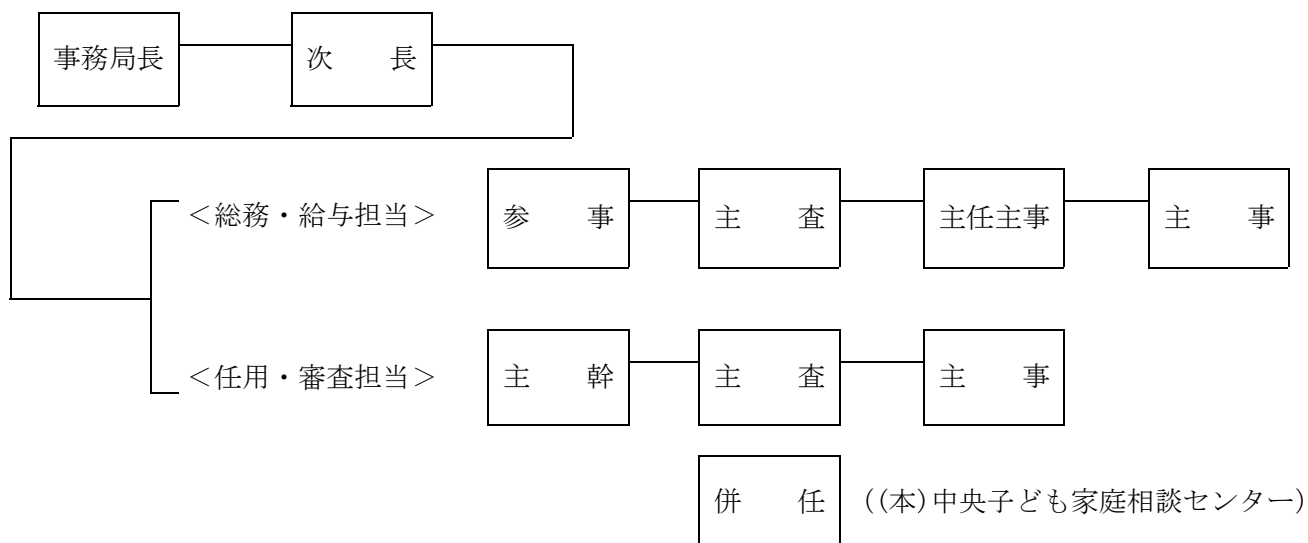 事務局長 次　長
＜総務・給与担当＞ 参　事 主　査 主任主事 主　事
＜任用・審査担当＞ 主　幹 主　査 主　事
併　任 ((本)中央子ども家庭相談センター)